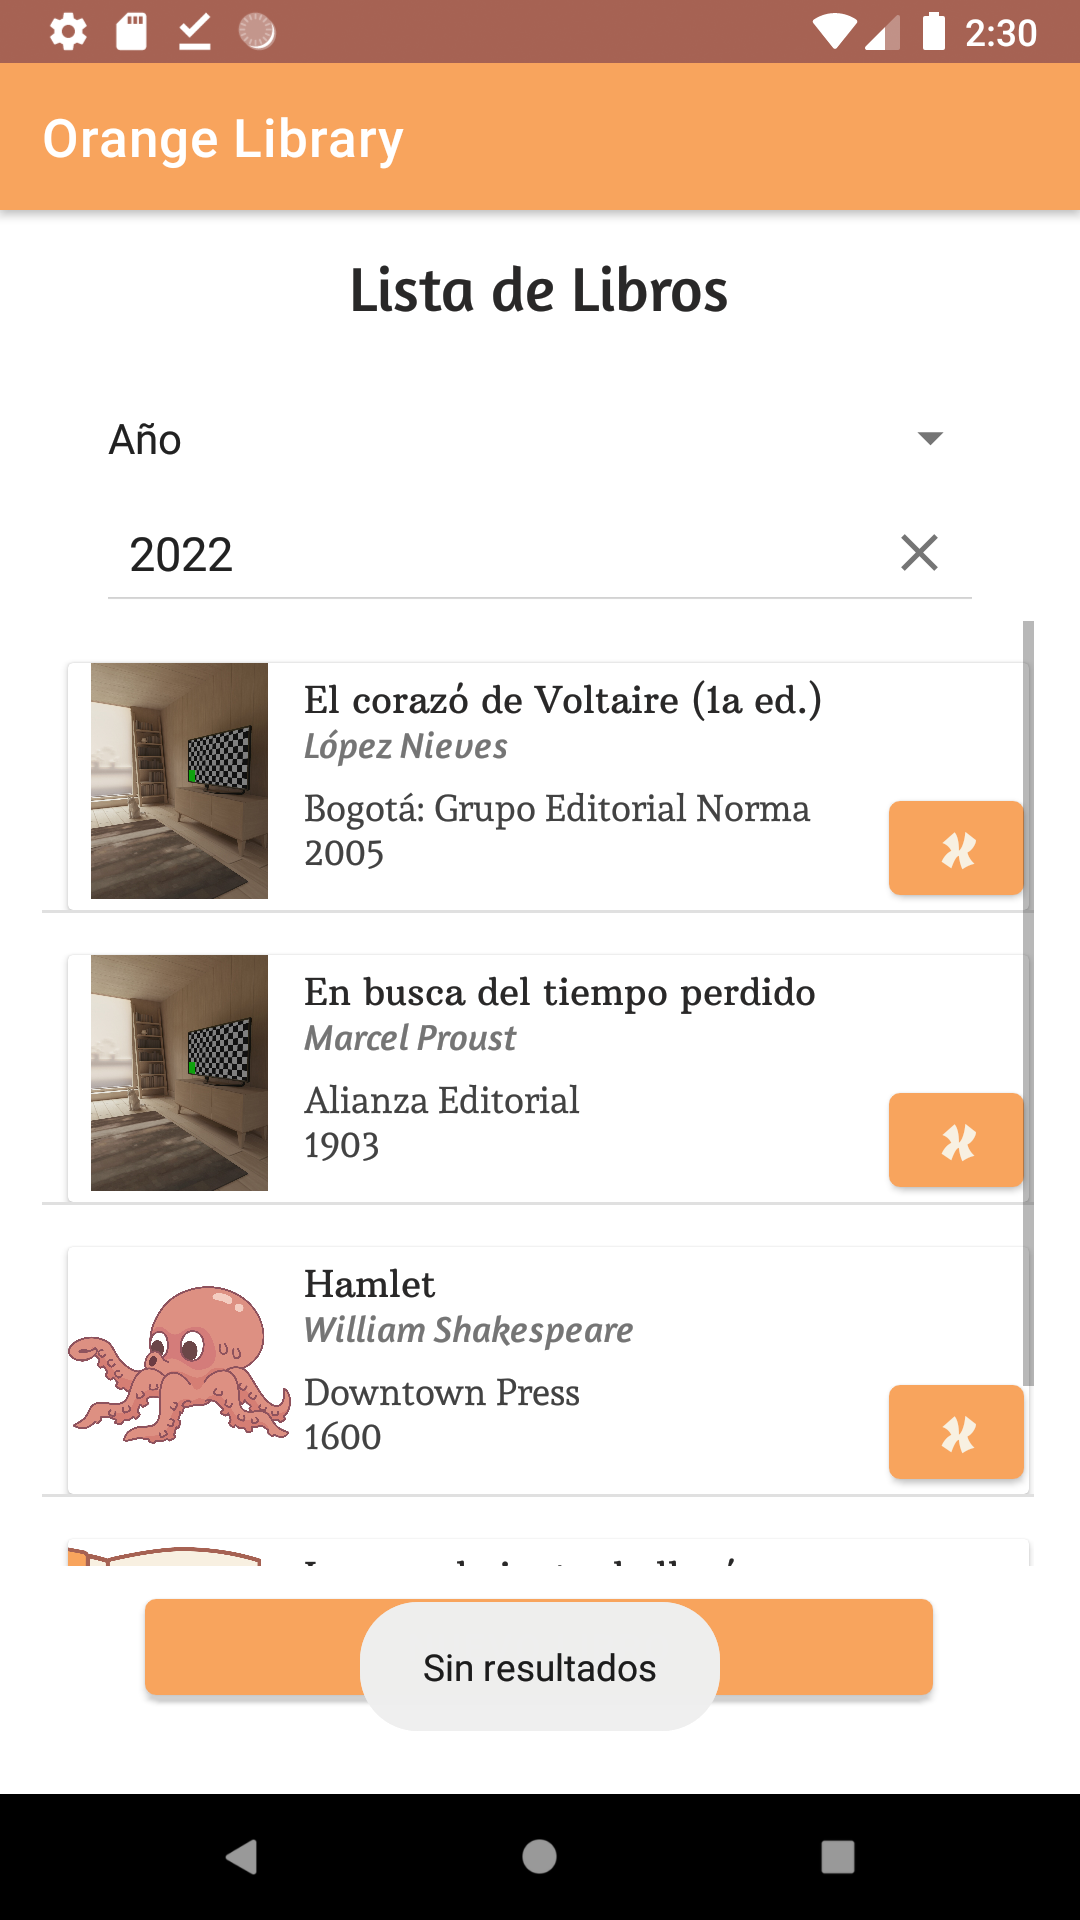 2:30
Orange Library
Lista de Libros
Año
2022
El corazó de Voltaire (1a ed.)
López Nieves
Bogotá: Grupo Editorial Norma
2005
En busca del tiempo perdido
Marcel Proust
Alianza Editorial
1903
Hamlet
William Shakespeare
Downtown Press
1600
Sin resultados